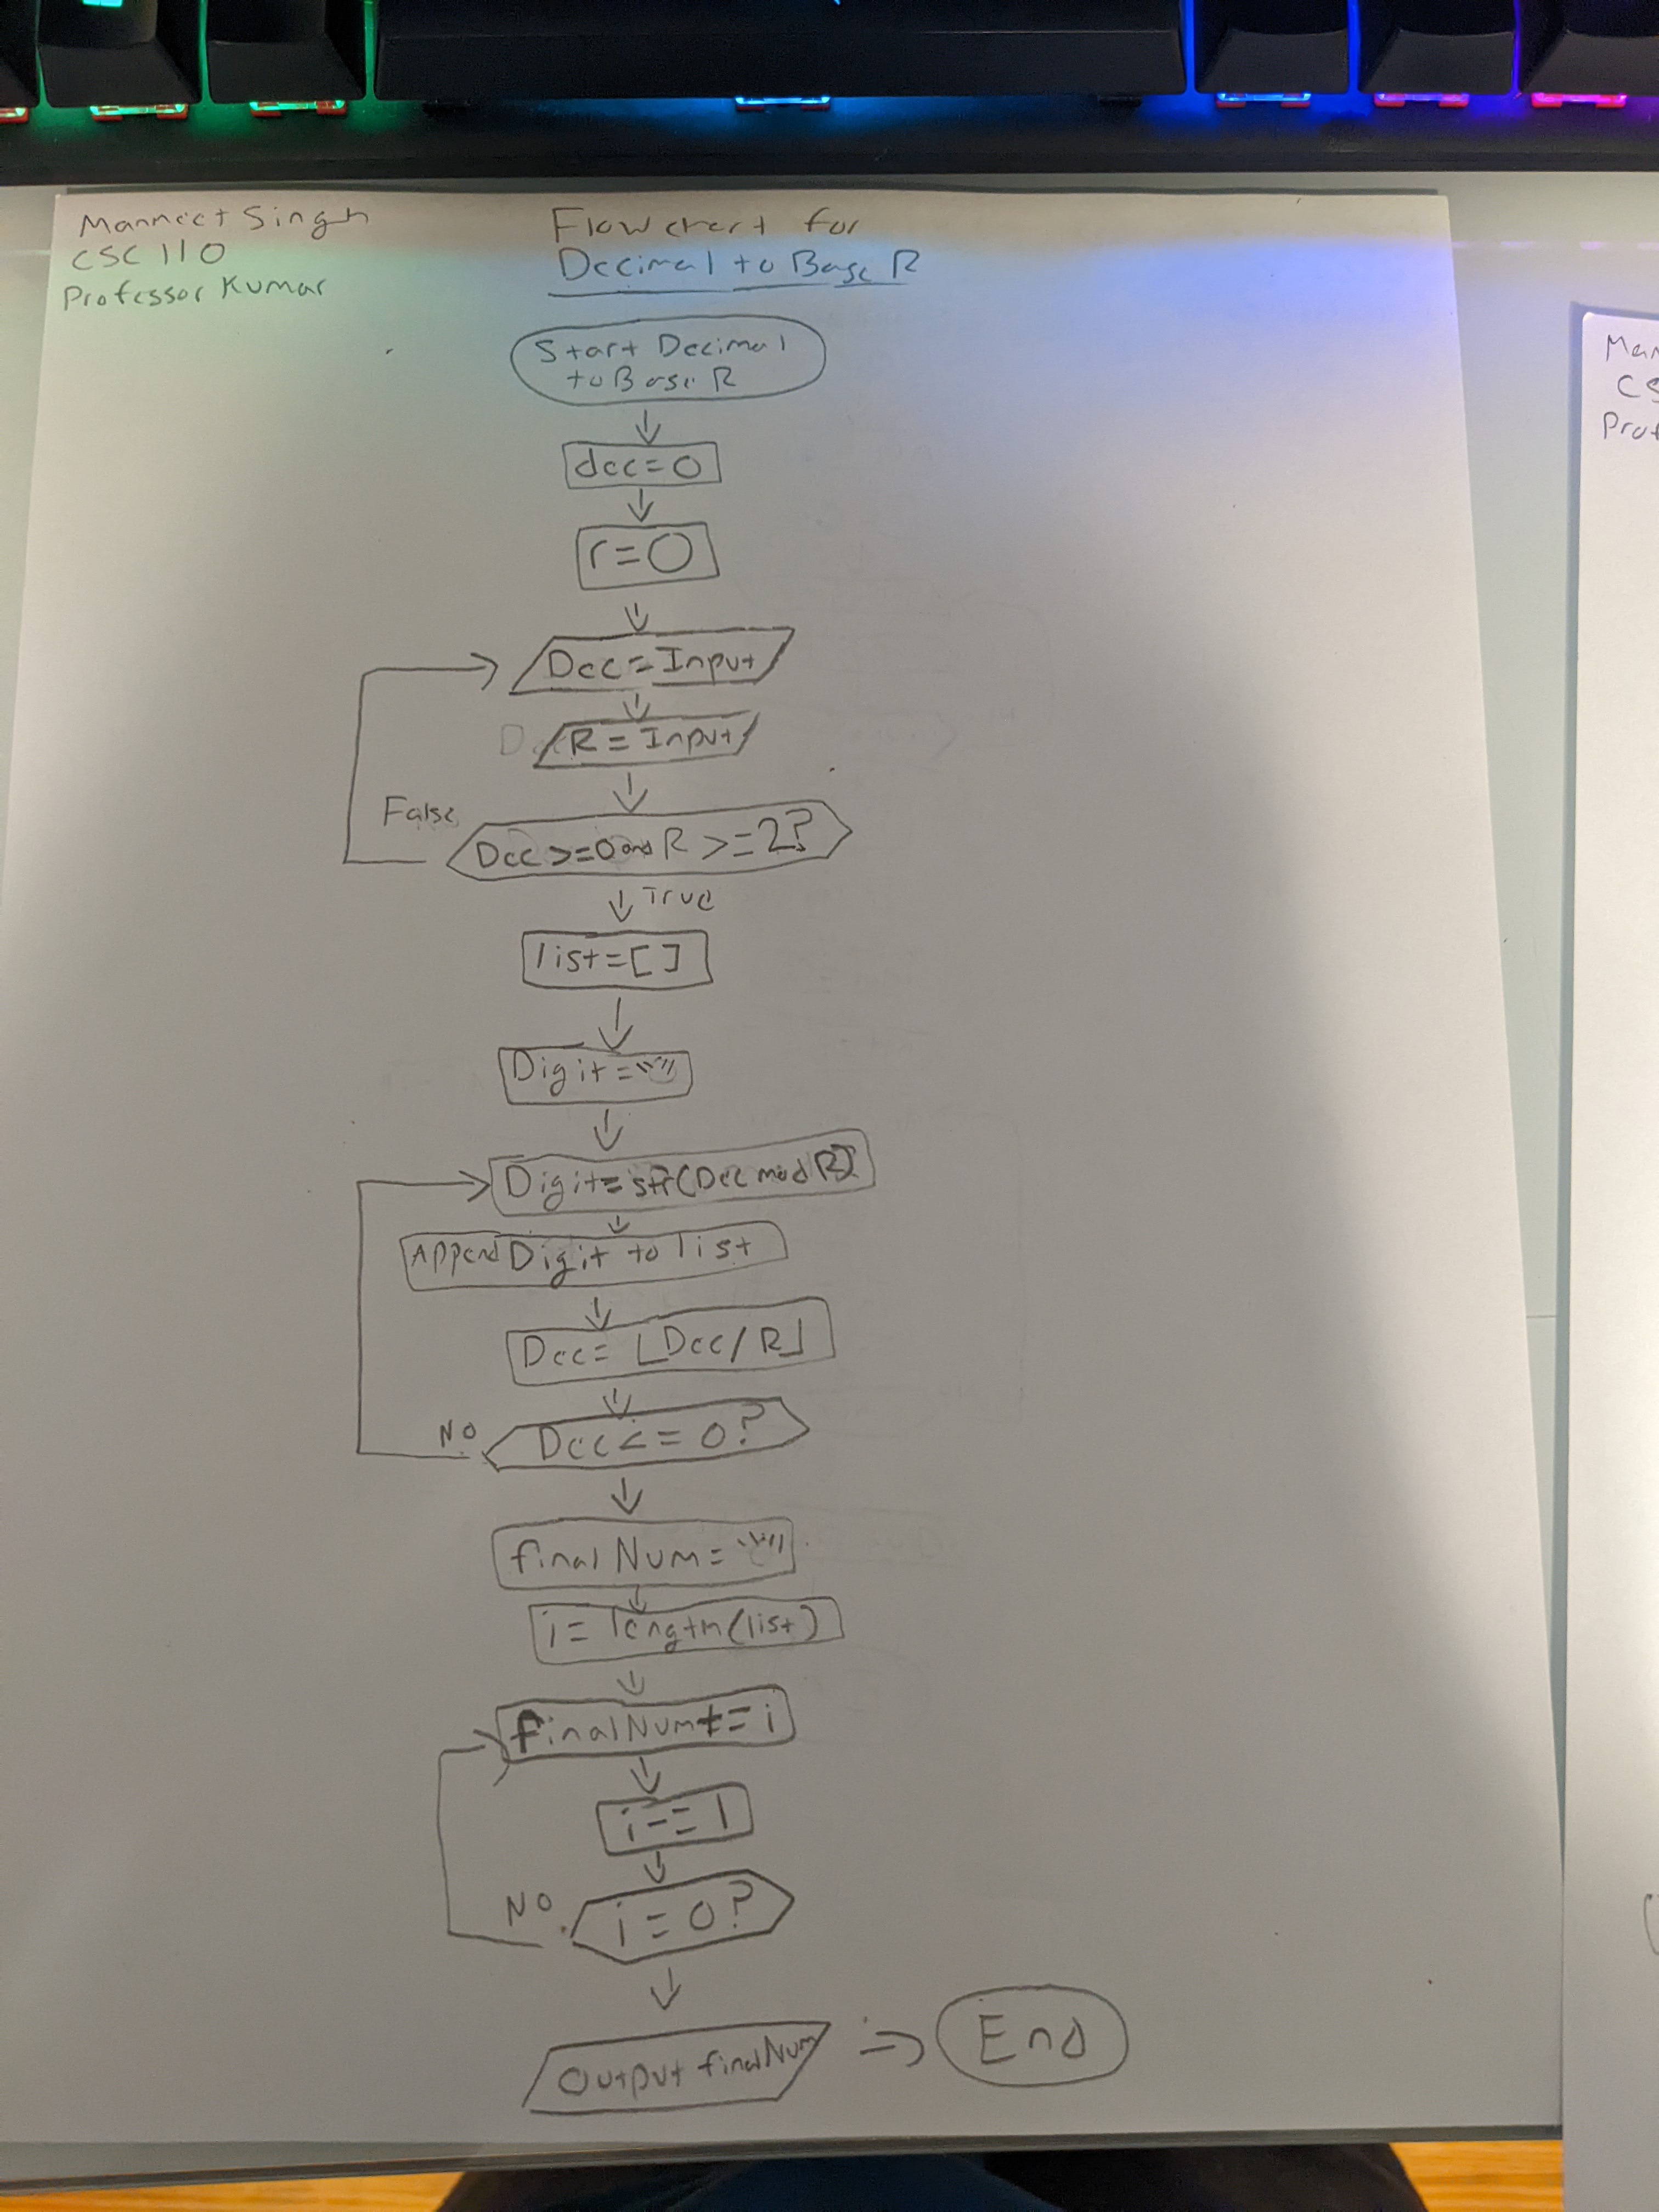 Manmeet Singh
CSC 110
Professor Kumar
Flowchart for
Decimal to Base R
Start Decimal
to Base R
dec=0
r=0
Dec=Input
R=Input
False
Dec>=0 and R >=2?
True
list=[]
Digit=""
Digit=str(Dec mod R)
Append Digit to list
Dec=⌊Dec/R⌋
No
Dec<=0?
finalNum=""
i=length(list)
finalNum+=i
i-=1
No
i=0?
Output finalNum
End
Man
CS
Prof